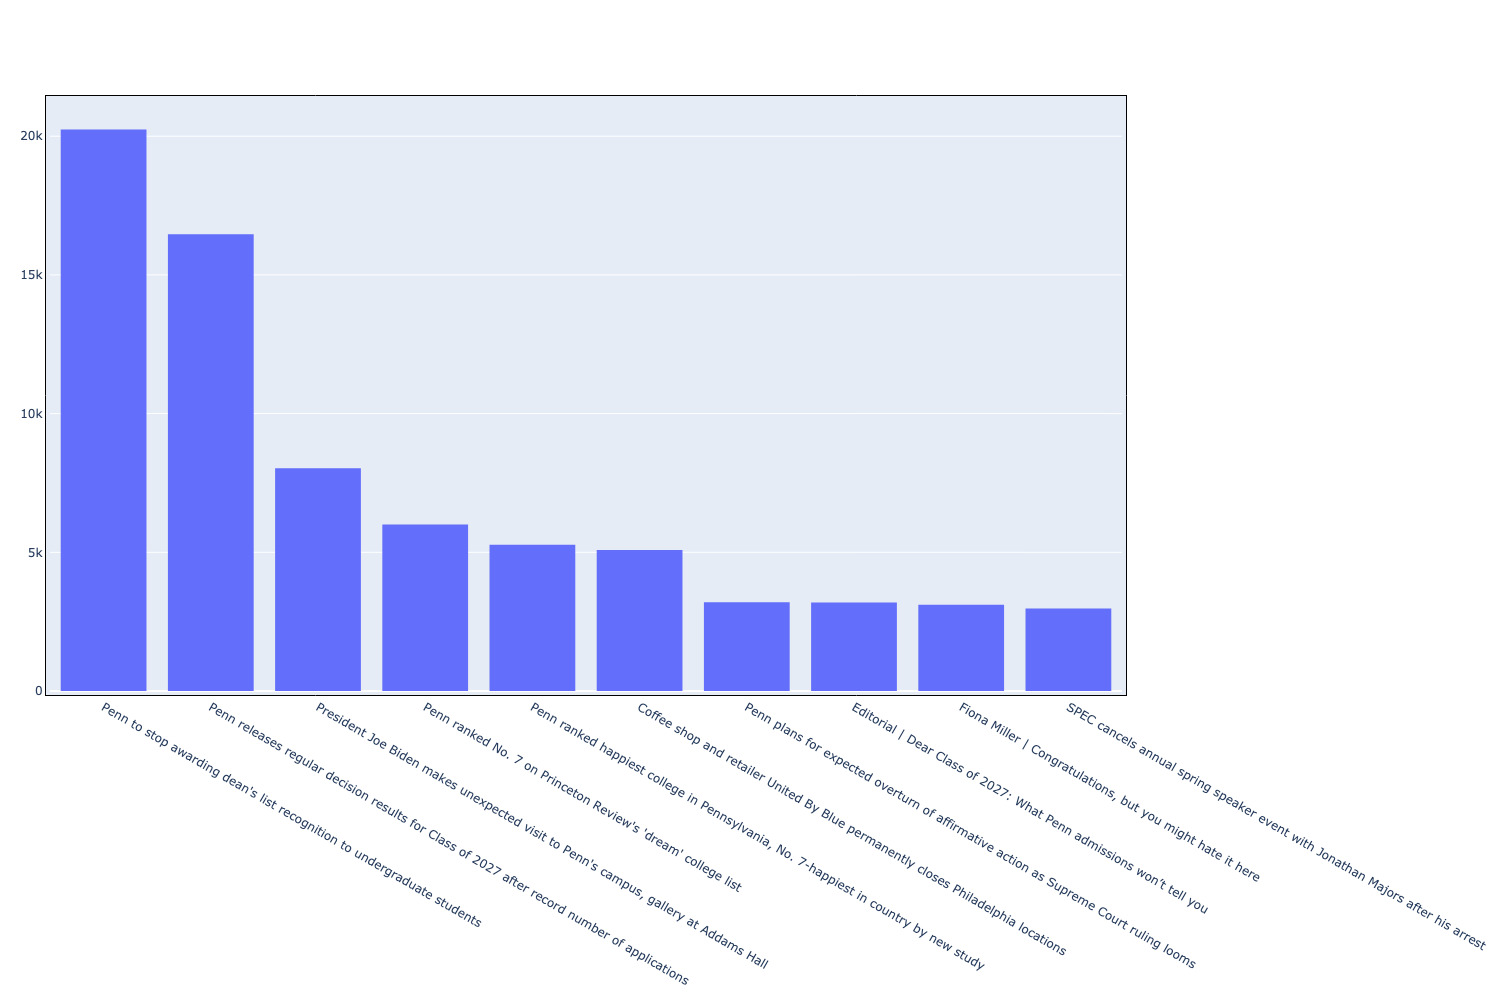 20k
15k
10k
5k
0
Penn to stop awarding dean's list recognition to undergraduate students
Penn releases regular decision results for Class of 2027 after record number of applications
President Joe Biden makes unexpected visit to Penn's campus, gallery at Addams Hall
Penn ranked No. 7 on Princeton Review's 'dream' college list
Penn ranked happiest college in Pennsylvania, No. 7-happiest in country by new study
Coffee shop and retailer United By Blue permanently closes Philadelphia locations
Penn plans for expected overturn of affirmative action as Supreme Court ruling looms
Editorial | Dear Class of 2027: What Penn admissions won't tell you
Fiona Miller | Congratulations, but you might hate it here
SPEC cancels annual spring speaker event with Jonathan Majors after his arrest